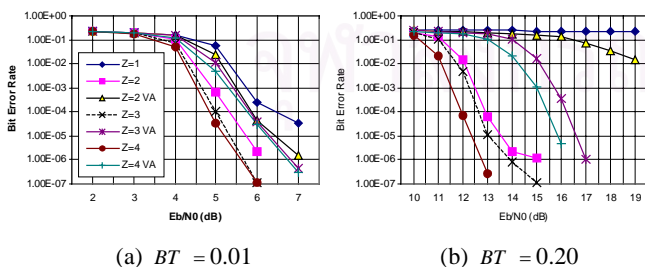 1.00E+00
1.00E-01
1.00E-02
1.00E-03
1.00E-04
1.00E-05
1.00E-06
1.00E-07
Bit Error Rate
Z=1
Z=2
Z=2 VA
Z=3
Z=3 VA
Z=4
Z=4 VA
2 3 4 5 6 7
Eb/N0 (dB)
(a) BT = 0.01
1.00E+00
1.00E-01
1.00E-02
1.00E-03
1.00E-04
1.00E-05
1.00E-06
1.00E-07
Bit Error Rate
10 11 12 13 14 15 16 17 18 19
Eb/N0 (dB)
(b) BT = 0.20